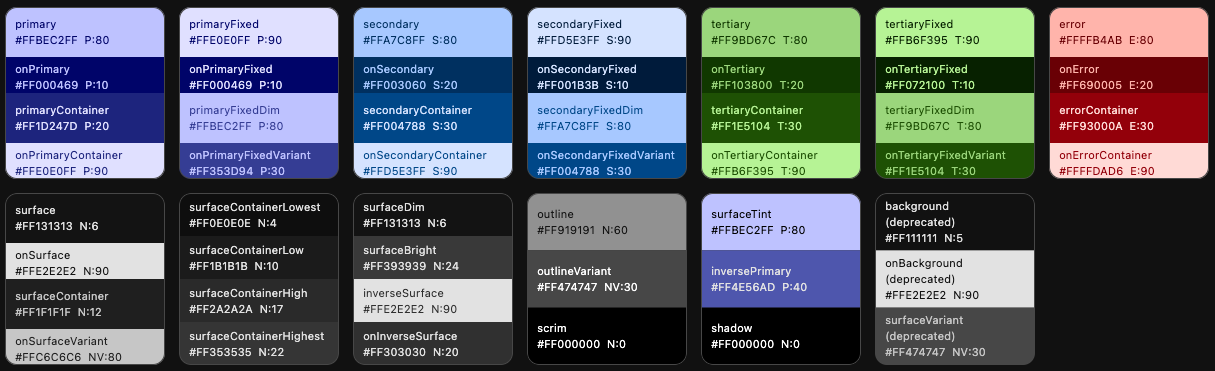 primary
#FFBEC2FF P:80
onPrimary
#FF000469 P:10
primaryContainer
#FF1D247D P:20
onPrimaryContainer
#FFE0E0FF P:90
primaryFixed
#FFE0E0FF P:90
onPrimaryFixed
#FF000469 P:10
primaryFixedDim
#FFBEC2FF P:80
onPrimaryFixedVariant
#FF353D94 P:30
secondary
#FFA7C8FF S:80
onSecondary
#FF003060 S:20
secondaryContainer
#FF004788 S:30
onSecondaryContainer
#FFD5E3FF S:90
secondaryFixed
#FFD5E3FF S:90
onSecondaryFixed
#FF001B3B S:10
secondaryFixedDim
#FFA7C8FF S:80
onSecondaryFixedVariant
#FF004788 S:30
tertiary
#FF9BD67C T:80
onTertiary
#FF103800 T:20
tertiaryContainer
#FF1E5104 T:30
onTertiaryContainer
#FFB6F395 T:90
tertiaryFixed
#FFB6F395 T:90
onTertiaryFixed
#FF072100 T:10
tertiaryFixedDim
#FF9BD67C T:80
onTertiaryFixedVariant
#FF1E5104 T:30
error
#FFFFB4AB E:80
onError
#FF690005 E:20
errorContainer
#FF93000A E:30
onErrorContainer
#FFFFDAD6 E:90
surface
#FF131313 N:6
onSurface
#FFE2E2E2 N:90
surfaceContainer
#FF1F1F1F N:12
onSurfaceVariant
#FFC6C6C6 NV:80
surfaceContainerLowest
#FF0E0E0E N:4
surfaceContainerLow
#FF1B1B1B N:10
surfaceContainerHigh
#FF2A2A2A N:17
surfaceContainerHighest
#FF353535 N:22
surfaceDim
#FF131313 N:6
surfaceBright
#FF393939 N:24
inverseSurface
#FFE2E2E2 N:90
onInverseSurface
#FF303030 N:20
outline
#FF919191 N:60
outlineVariant
#FF474747 NV:30
scrim
#FF000000 N:0
surfaceTint
#FFBEC2FF P:80
inversePrimary
#FF4E56AD P:40
shadow
#FF000000 N:0
background
(deprecated)
#FF111111 N:5
onBackground
(deprecated)
#FFE2E2E2 N:90
surfaceVariant
(deprecated)
#FF474747 NV:30